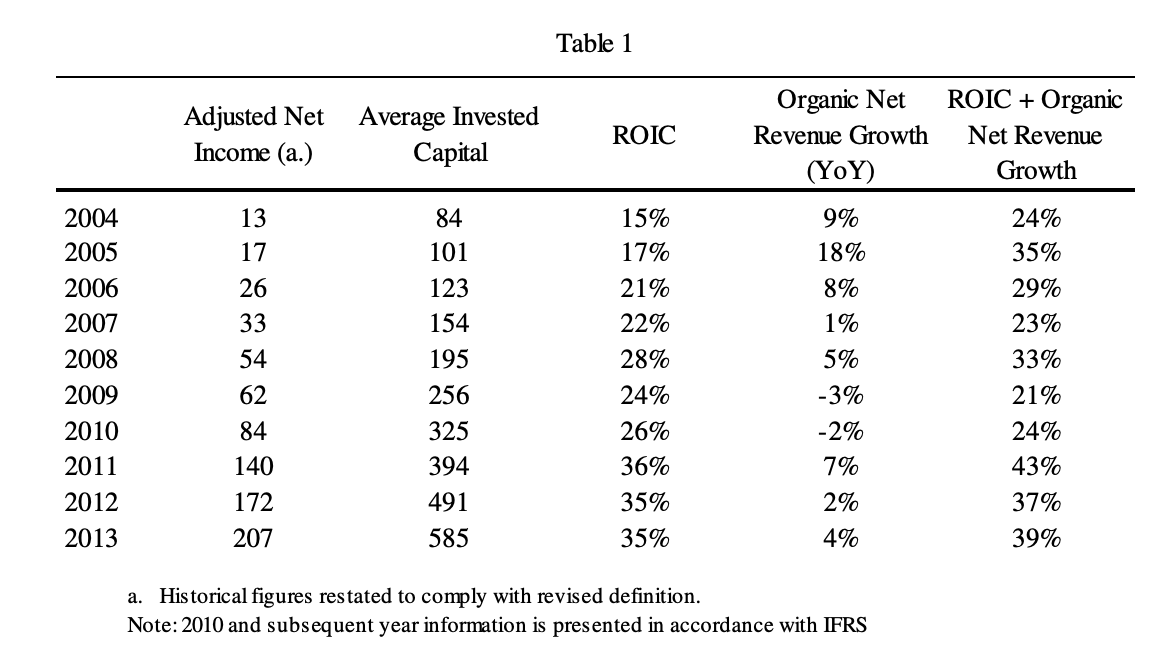 Table 1
Adjusted Net Income (a.) Average Invested Capital ROIC Organic Net Revenue Growth (YoY) ROIC + Organic Net Revenue Growth
2004 13 84 15% 9% 24%
2005 17 101 17% 18% 35%
2006 26 123 21% 8% 29%
2007 33 154 22% 1% 23%
2008 54 195 28% 5% 33%
2009 62 256 24% -3% 21%
2010 84 325 26% -2% 24%
2011 140 394 36% 7% 43%
2012 172 491 35% 2% 37%
2013 207 585 35% 4% 39%
a. Historical figures restated to comply with revised definition.
Note: 2010 and subsequent year information is presented in accordance with IFRS